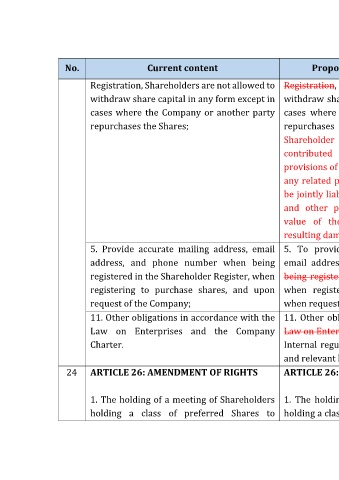 No. Current content Propo
Registration, Shareholders are not allowed to
withdraw share capital in any form except in
cases where the Company or another party
repurchases the Shares;
Registration,
withdraw sha
cases where
repurchases
Shareholder
contributed
provisions of
any related p
be jointly liab
and other p
value of the
resulting dam
5. Provide accurate mailing address, email
address, and phone number when being
registered in the Shareholder Register, when
registering to purchase shares, and upon
request of the Company;
5. To provid
email addres
being registe
when registe
when request
11. Other obligations in accordance with the
Law on Enterprises and the Company
Charter.
11. Other obl
Law on Enter
Internal regu
and relevant l
24 ARTICLE 26: AMENDMENT OF RIGHTS
1. The holding of a meeting of Shareholders
holding a class of preferred Shares to
ARTICLE 26:
1. The holdin
holding a clas